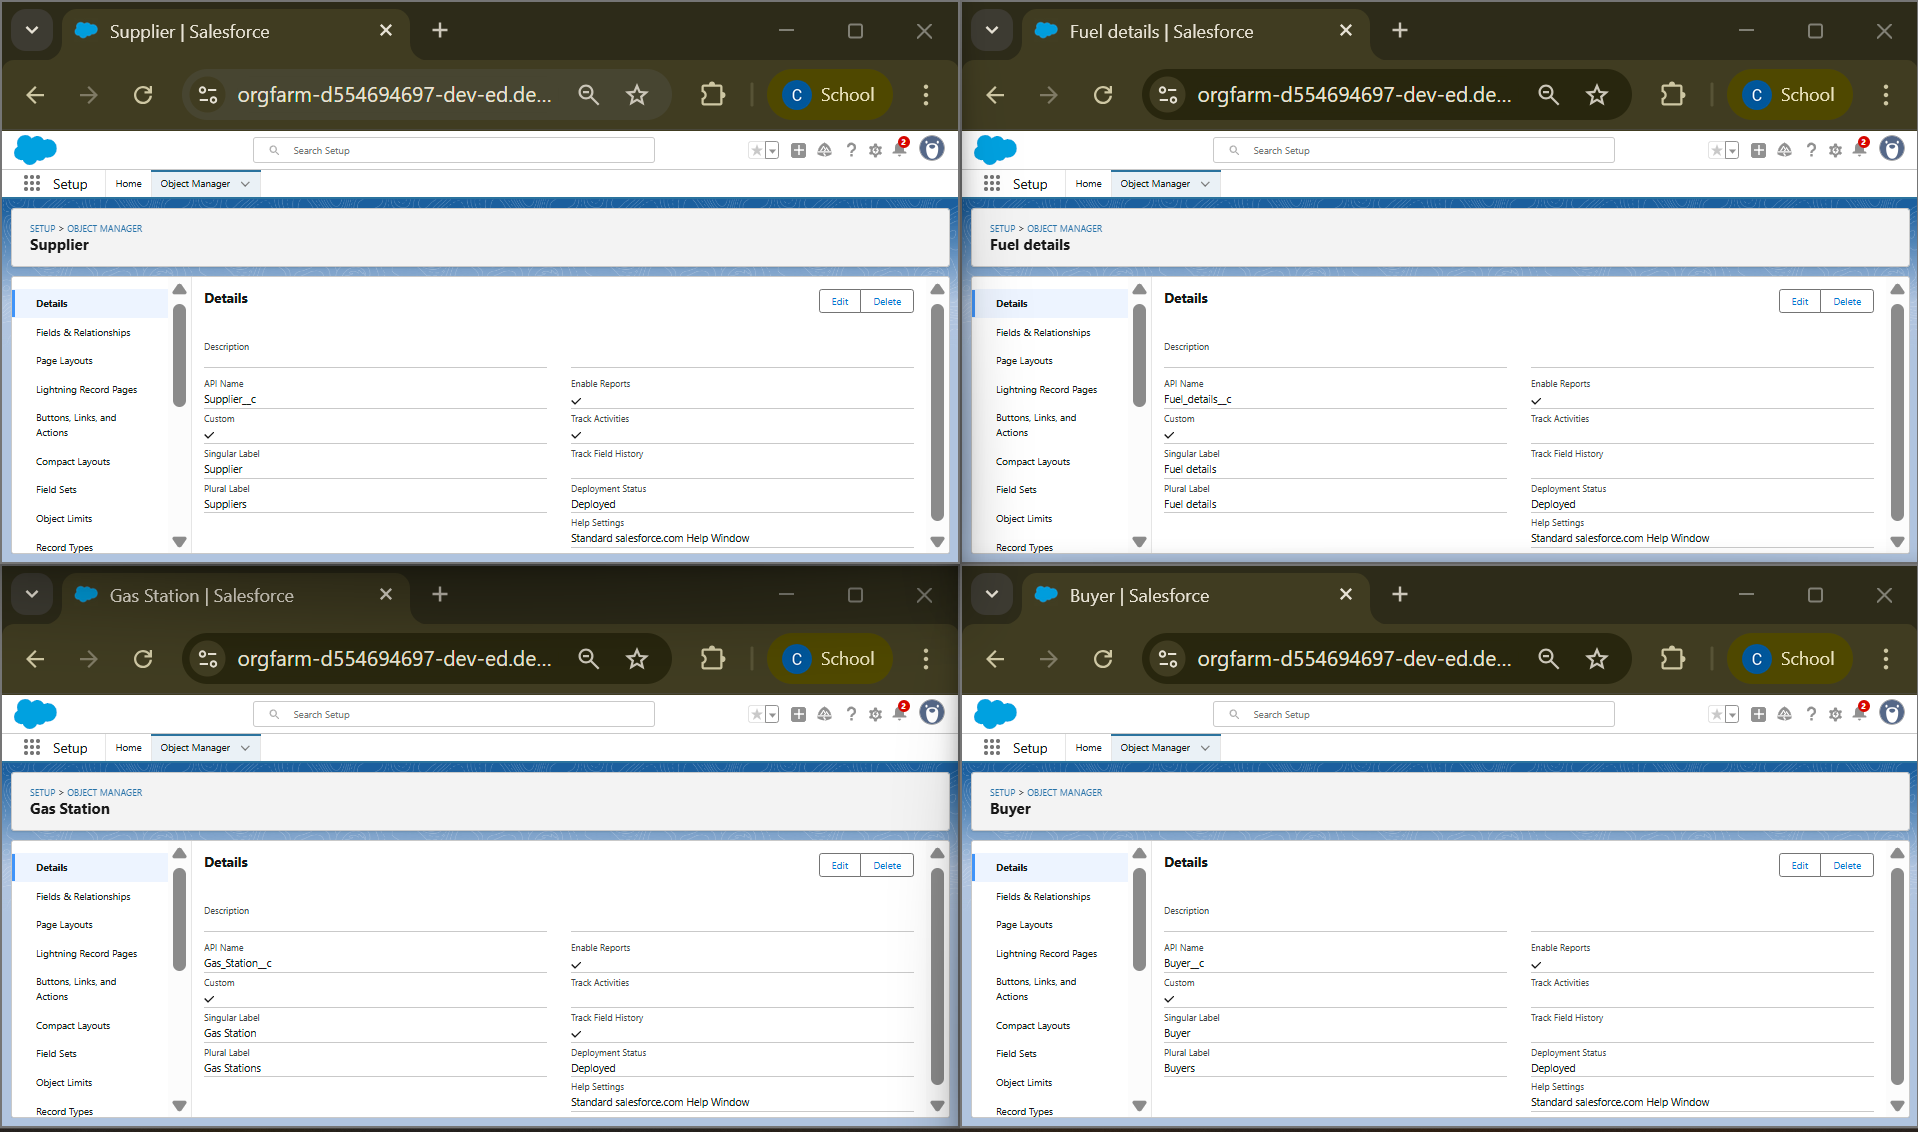 Supplier | Salesforce
orgfarm-d554694697-dev-ed.de...
C School
Search Setup
2
Setup Home Object Manager
SETUP > OBJECT MANAGER
Supplier
Details
Fields & Relationships
Page Layouts
Lightning Record Pages
Buttons, Links, and
Actions
Compact Layouts
Field Sets
Object Limits
Record Types
Details
Edit Delete
Description
API Name
Supplier__c
Custom
Singular Label
Supplier
Plural Label
Suppliers
Enable Reports
Track Activities
Track Field History
Deployment Status
Deployed
Help Settings
Standard salesforce.com Help Window
Fuel details | Salesforce
orgfarm-d554694697-dev-ed.de...
C School
Search Setup
2
Setup Home Object Manager
SETUP > OBJECT MANAGER
Fuel details
Details
Fields & Relationships
Page Layouts
Lightning Record Pages
Buttons, Links, and
Actions
Compact Layouts
Field Sets
Object Limits
Record Types
Details
Edit Delete
Description
API Name
Fuel_details__c
Custom
Singular Label
Fuel details
Plural Label
Fuel details
Enable Reports
Track Activities
Track Field History
Deployment Status
Deployed
Help Settings
Standard salesforce.com Help Window
Gas Station | Salesforce
orgfarm-d554694697-dev-ed.de...
C School
Search Setup
2
Setup Home Object Manager
SETUP > OBJECT MANAGER
Gas Station
Details
Fields & Relationships
Page Layouts
Lightning Record Pages
Buttons, Links, and
Actions
Compact Layouts
Field Sets
Object Limits
Record Types
Details
Edit Delete
Description
API Name
Gas_Station__c
Custom
Singular Label
Gas Station
Plural Label
Gas Stations
Enable Reports
Track Activities
Track Field History
Deployment Status
Deployed
Help Settings
Standard salesforce.com Help Window
Buyer | Salesforce
orgfarm-d554694697-dev-ed.de...
C School
Search Setup
2
Setup Home Object Manager
SETUP > OBJECT MANAGER
Buyer
Details
Fields & Relationships
Page Layouts
Lightning Record Pages
Buttons, Links, and
Actions
Compact Layouts
Field Sets
Object Limits
Record Types
Details
Edit Delete
Description
API Name
Buyer__c
Custom
Singular Label
Buyer
Plural Label
Buyers
Enable Reports
Track Activities
Track Field History
Deployment Status
Deployed
Help Settings
Standard salesforce.com Help Window